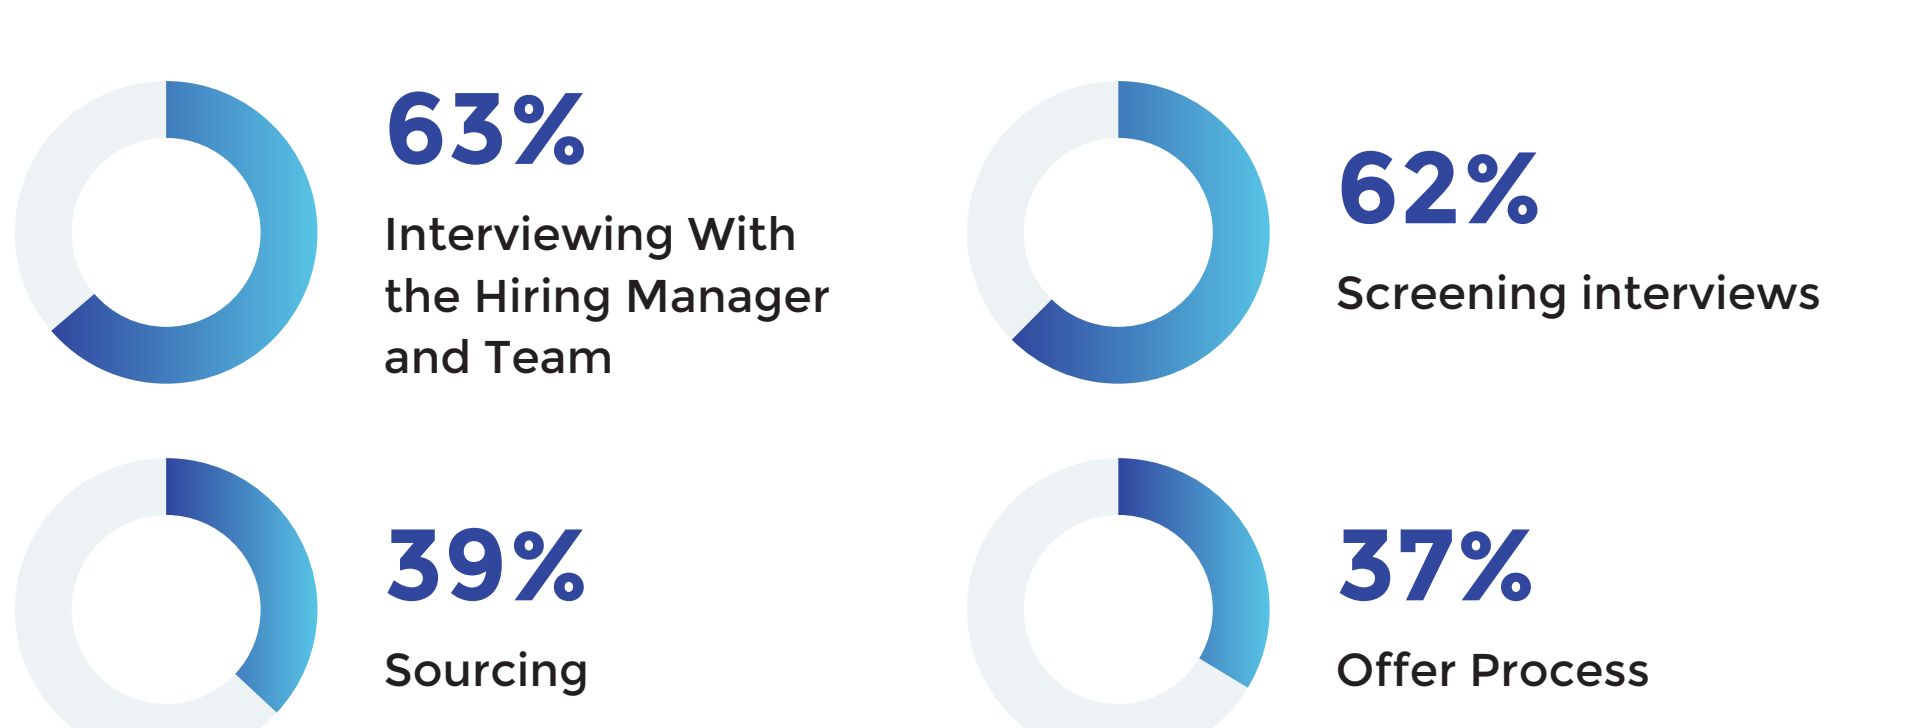 63%
Interviewing With
the Hiring Manager
and Team
62%
Screening interviews
39%
Sourcing
37%
Offer Process